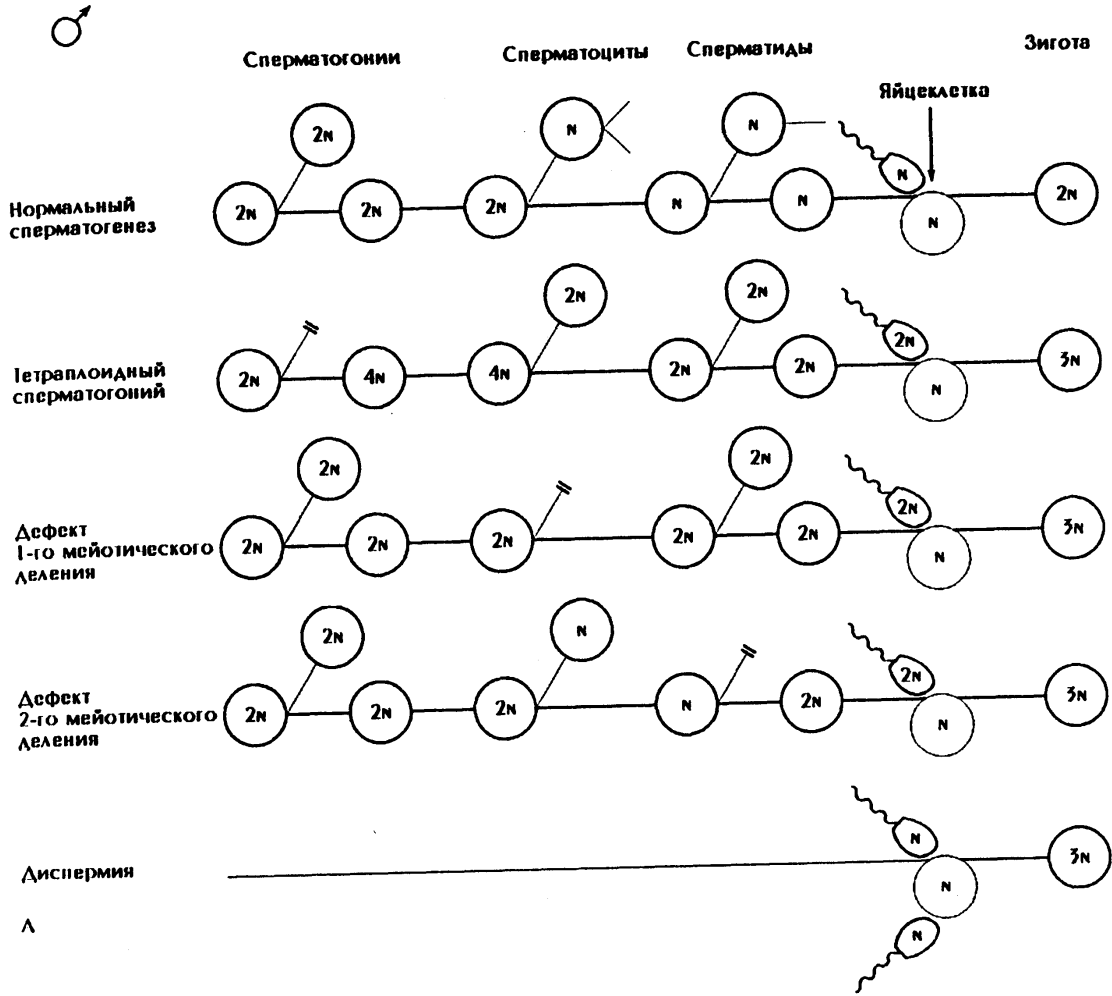 Сперматогонии Сперматоциты Сперматиды Зигота
Яйцеклетка
2N N N
N
Нормальный
сперматогенез
2N 2N 2N N N N 2N
2N 2N
2N
Тетраплоидный
сперматогоний
2N 4N 4N 2N 2N N 3N
2N 2N
2N
Дефект
1-го мейотического
деления
2N 2N 2N 2N 2N N 3N
2N N
2N
Дефект
2-го мейотического
деления
2N 2N 2N N 2N N 3N
N
Диспермия
N 3N
Λ
N